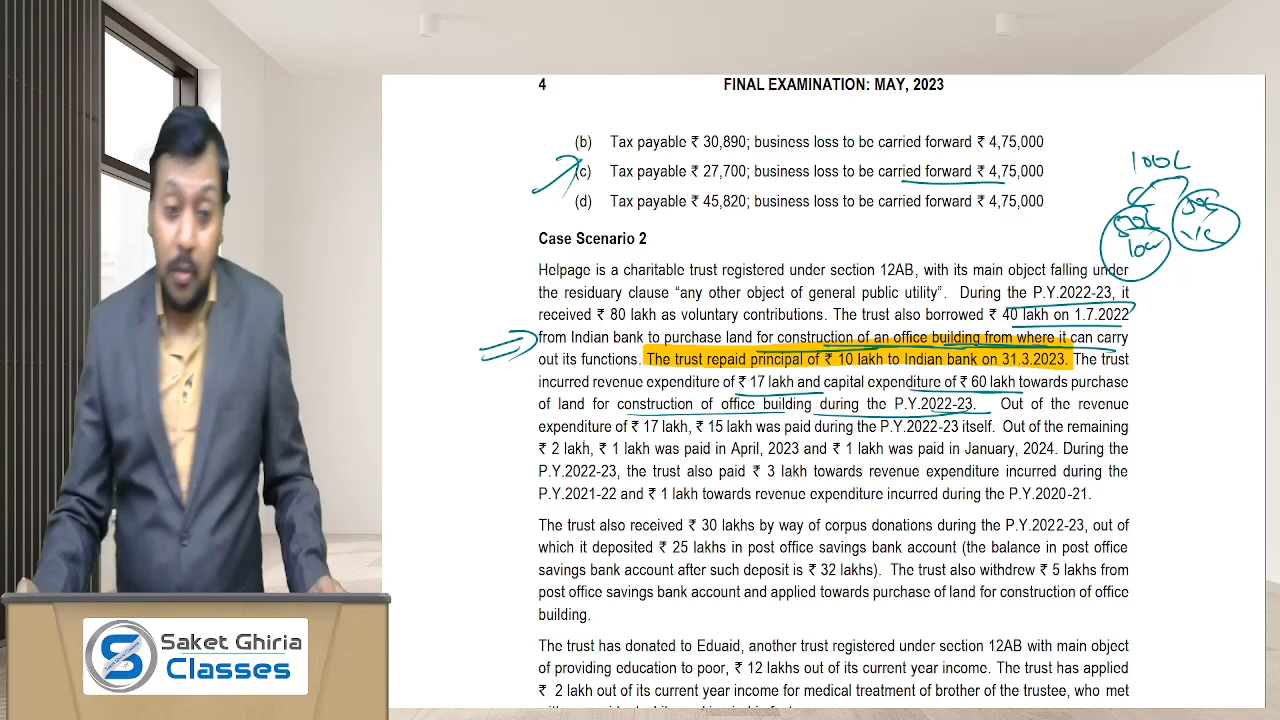 4 FINAL EXAMINATION: MAY, 2023
(b) Tax payable ₹ 30,890; business loss to be carried forward ₹ 4,75,000
(c) Tax payable ₹ 27,700; business loss to be carried forward ₹ 4,75,000
(d) Tax payable ₹ 45,820; business loss to be carried forward ₹ 4,75,000
100L
Case Scenario 2
Helpage is a charitable trust registered under section 12AB, with its main object falling under
the residuary clause “any other object of general public utility”. During the P.Y.2022-23, it
received ₹ 80 lakh as voluntary contributions. The trust also borrowed ₹ 40 lakh on 1.7.2022
from Indian bank to purchase land for construction of an office building from where it can carry
out its functions. The trust repaid principal of ₹ 10 lakh to Indian bank on 31.3.2023. The trust
incurred revenue expenditure of ₹ 17 lakh and capital expenditure of ₹ 60 lakh towards purchase
of land for construction of office building during the P.Y.2022-23. Out of the revenue
expenditure of ₹ 17 lakh, ₹ 15 lakh was paid during the P.Y.2022-23 itself. Out of the remaining
₹ 2 lakh, ₹ 1 lakh was paid in April, 2023 and ₹ 1 lakh was paid in January, 2024. During the
P.Y.2022-23, the trust also paid ₹ 3 lakh towards revenue expenditure incurred during the
P.Y.2021-22 and ₹ 1 lakh towards revenue expenditure incurred during the P.Y.2020-21.
The trust also received ₹ 30 lakhs by way of corpus donations during the P.Y.2022-23, out of
which it deposited ₹ 25 lakhs in post office savings bank account (the balance in post office
savings bank account after such deposit is ₹ 32 lakhs). The trust also withdrew ₹ 5 lakhs from
post office savings bank account and applied towards purchase of land for construction of office
building.
The trust has donated to Eduaid, another trust registered under section 12AB with main object
of providing education to poor, ₹ 12 lakhs out of its current year income. The trust has applied
₹ 2 lakh out of its current year income for medical treatment of brother of the trustee, who met
S
Saket Ghiria
Classes